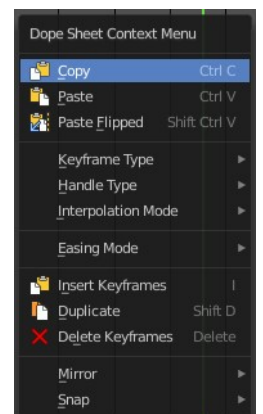 Dope Sheet Context Menu
Copy Ctrl C
Paste Ctrl V
Paste Flipped Shift Ctrl V
Keyframe Type
Handle Type
Interpolation Mode
Easing Mode
Insert Keyframes I
Duplicate Shift D
Delete Keyframes Delete
Mirror
Snap